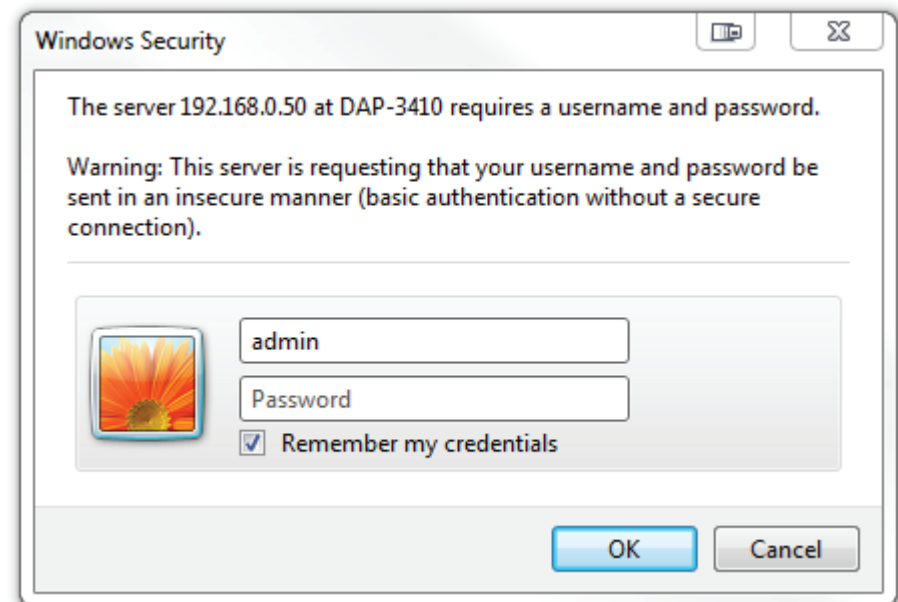 Windows Security
The server 192.168.0.50 at DAP-3410 requires a username and password.
Warning: This server is requesting that your username and password be
sent in an insecure manner (basic authentication without a secure
connection).
admin
Password
Remember my credentials
OK Cancel